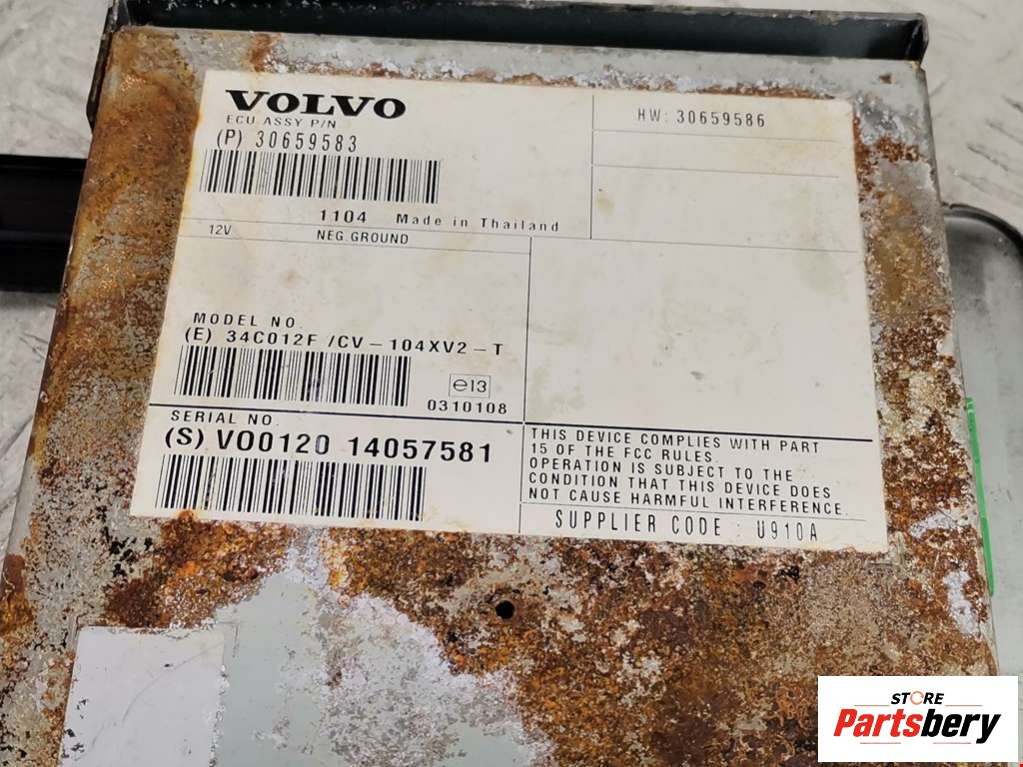 VOLVO
ECU ASSY P/N
(P) 30659583
1104 Made in Thailand
HW: 30659586
12V NEG. GROUND
MODEL NO.
(E) 34C012F /CV-104XV2-T
e13
0310108
SERIAL NO.
(S) VO0120 14057581
THIS DEVICE COMPLIES WITH PART
15 OF THE FCC RULES.
OPERATION IS SUBJECT TO THE
CONDITION THAT THIS DEVICE DOES
NOT CAUSE HARMFUL INTERFERENCE.
SUPPLIER CODE : U910A
STORE
Partsbery